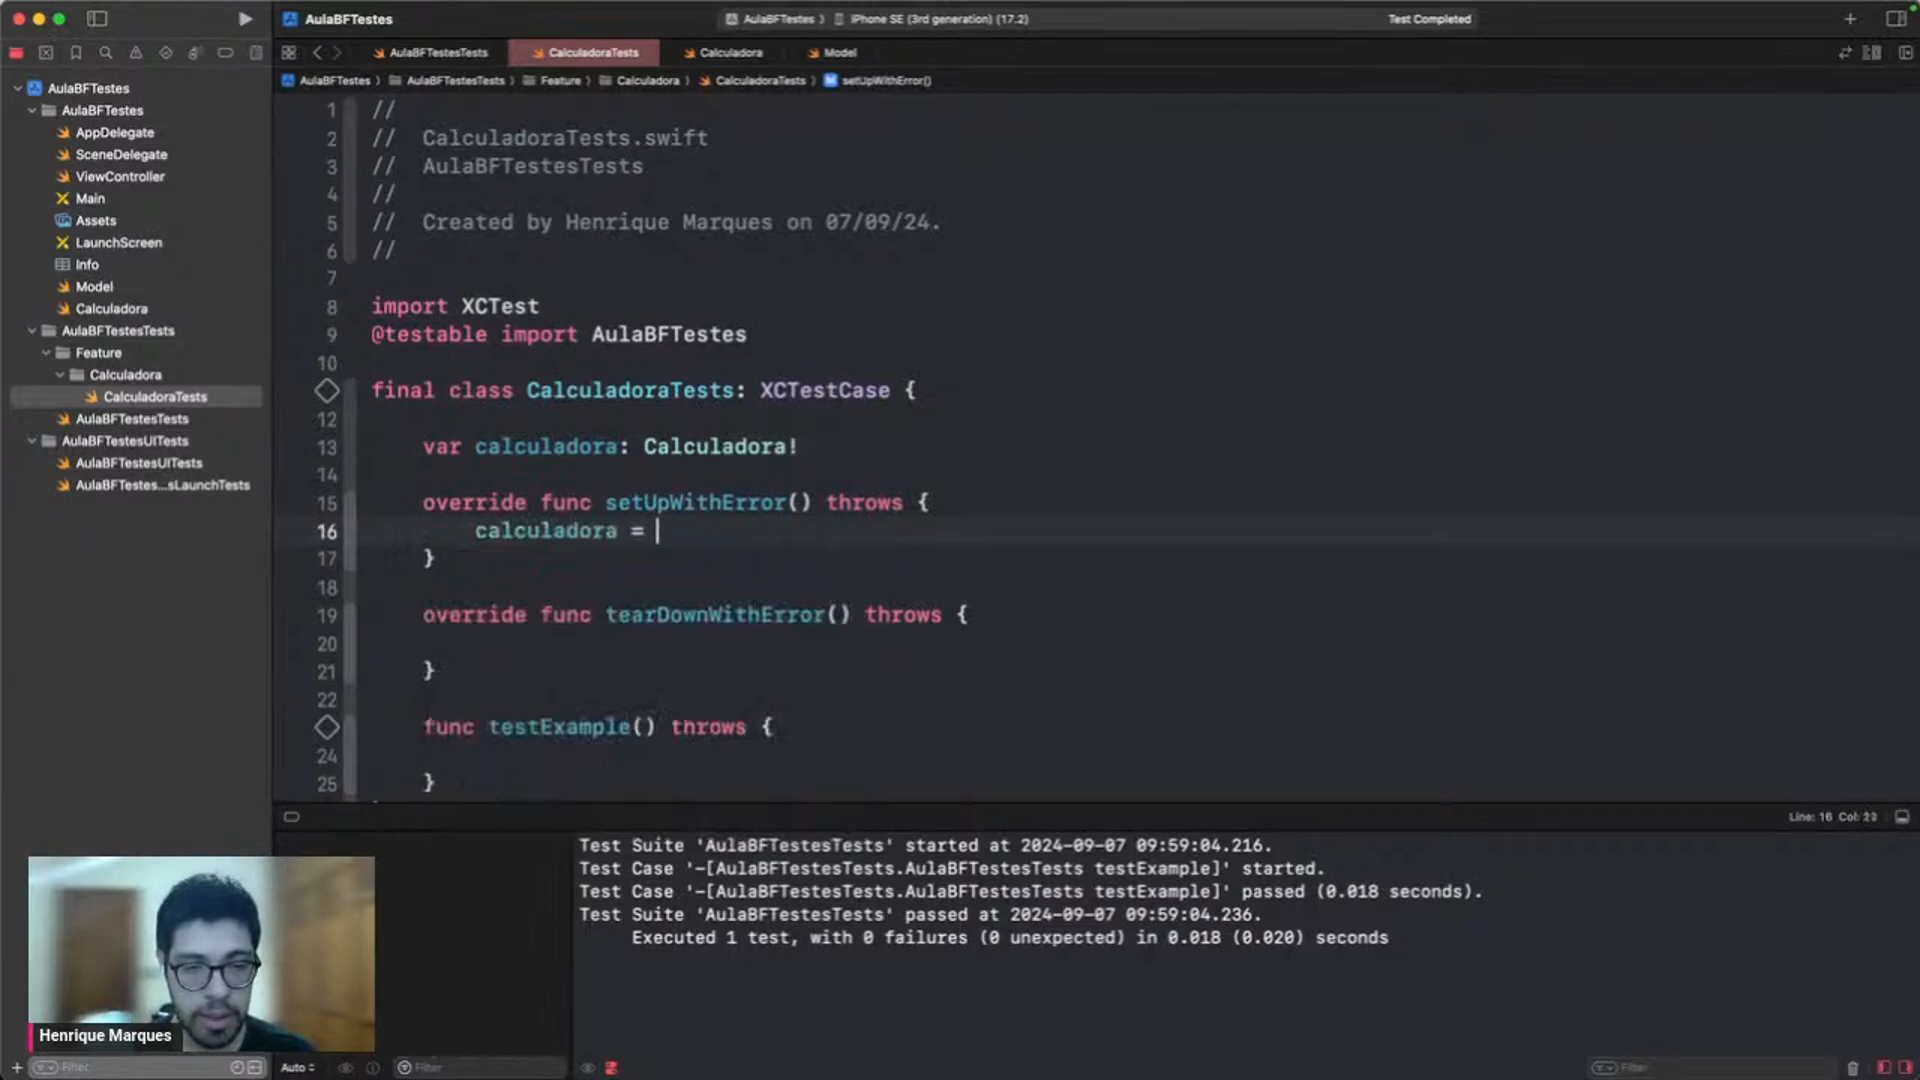 AulaBFTestes
AulaBFTestes
iPhone SE (3rd generation) (17.2)
Test Completed
AulaBFTestesTests
CalculadoraTests
Calculadora
Model
AulaBFTestes
AulaBFTestesTests
Feature
Calculadora
CalculadoraTests
setUpWithError()
AulaBFTestes
AulaBFTestes
AppDelegate
SceneDelegate
ViewController
Main
Assets
LaunchScreen
Info
Model
Calculadora
AulaBFTestesTests
Feature
Calculadora
CalculadoraTests
AulaBFTestesTests
AulaBFTestesUITests
AulaBFTestesUITests
AulaBFTestes...sLaunchTests
1 //
2 //  CalculadoraTests.swift
3 //  AulaBFTestesTests
4 //
5 //  Created by Henrique Marques on 07/09/24.
6 //
7
8 import XCTest
9 @testable import AulaBFTestes
10
final class CalculadoraTests: XCTestCase {
12
13 var calculadora: Calculadora!
14
15 override func setUpWithError() throws {
16 calculadora =
17 }
18
19 override func tearDownWithError() throws {
20
21 }
22
func testExample() throws {
24
25 }
Line: 16 Col: 23
Test Suite 'AulaBFTestesTests' started at 2024-09-07 09:59:04.216.
Test Case '-[AulaBFTestesTests.AulaBFTestesTests testExample]' started.
Test Case '-[AulaBFTestesTests.AulaBFTestesTests testExample]' passed (0.018 seconds).
Test Suite 'AulaBFTestesTests' passed at 2024-09-07 09:59:04.236.
Executed 1 test, with 0 failures (0 unexpected) in 0.018 (0.020) seconds
Henrique Marques
Filter
Auto
Filter
Filter